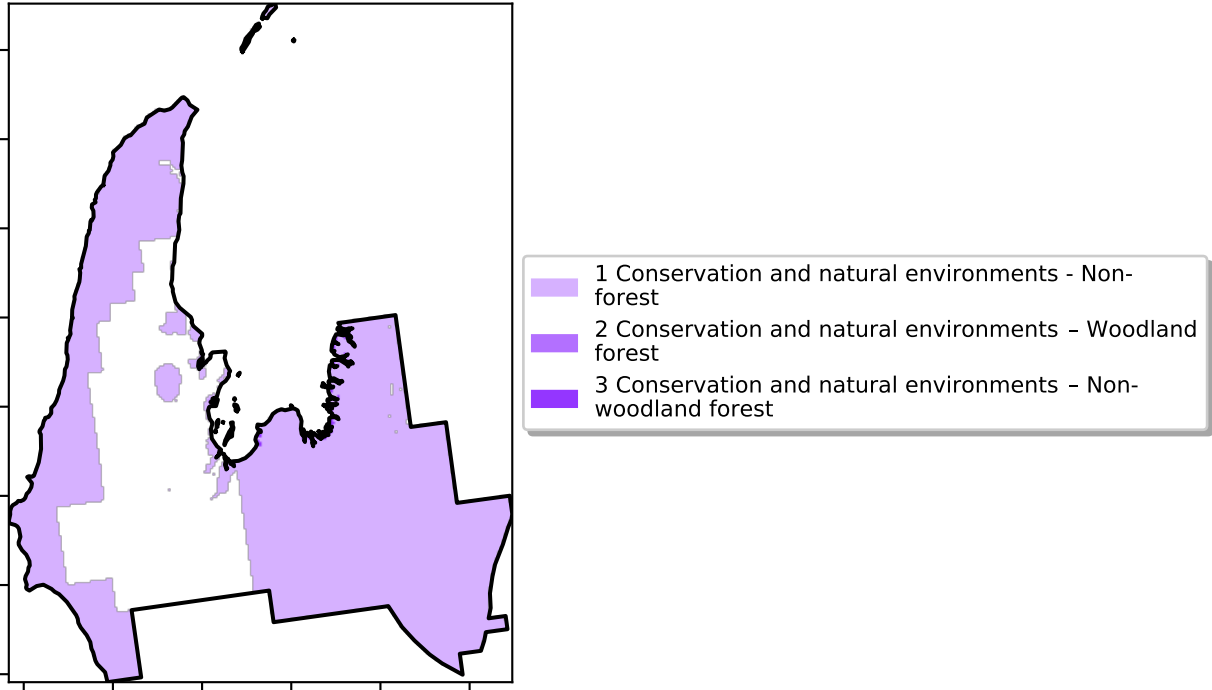 1 Conservation and natural environments - Non-
forest
2 Conservation and natural environments – Woodland
forest
3 Conservation and natural environments – Non-
woodland forest